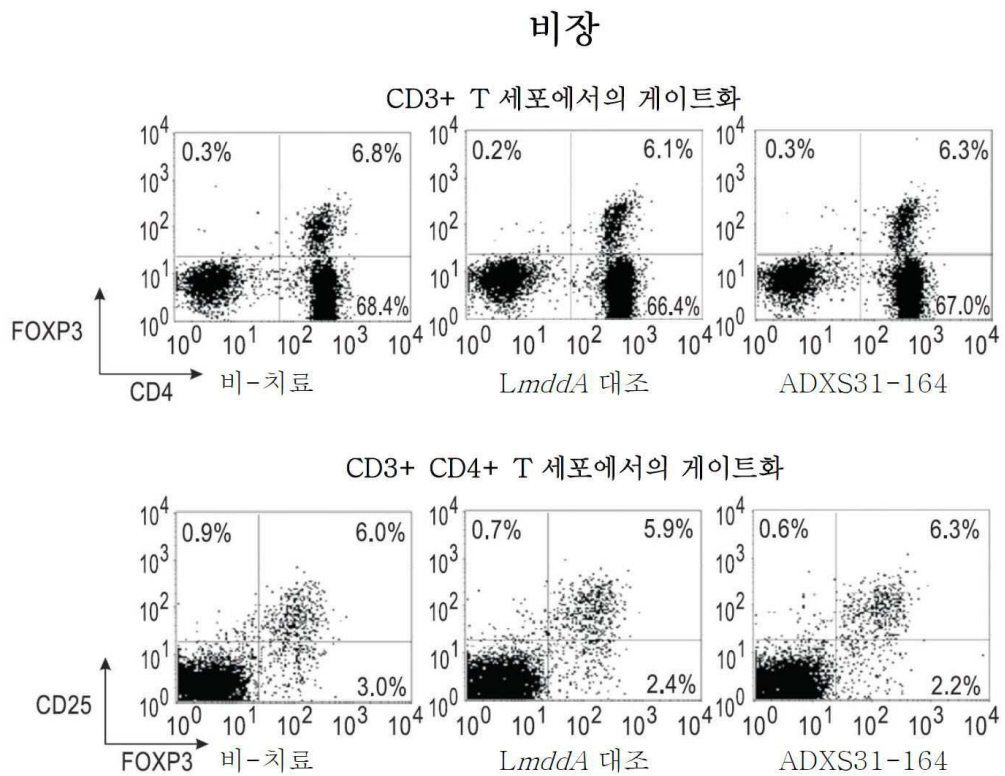 비장
CD3+ T 세포에서의 게이트화
10⁴ 0.3% 6.8% 10⁴ 0.2% 6.1% 10⁴ 0.3% 6.3%
10³ 10³ 10³
10² 10² 10²
10¹ 10¹ 10¹
10⁰ 68.4% 10⁰ 66.4% 10⁰ 67.0%
10⁰ 10¹ 10² 10³ 10⁴ 10⁰ 10¹ 10² 10³ 10⁴ 10⁰ 10¹ 10² 10³ 10⁴
FOXP3
CD4
비-치료 LmddA 대조 ADXS31-164
CD3+ CD4+ T 세포에서의 게이트화
10⁴ 0.9% 6.0% 10⁴ 0.7% 5.9% 10⁴ 0.6% 6.3%
10³ 10³ 10³
10² 10² 10²
10¹ 10¹ 10¹
10⁰ 3.0% 10⁰ 2.4% 10⁰ 2.2%
10⁰ 10¹ 10² 10³ 10⁴ 10⁰ 10¹ 10² 10³ 10⁴ 10⁰ 10¹ 10² 10³ 10⁴
CD25
FOXP3
비-치료 LmddA 대조 ADXS31-164